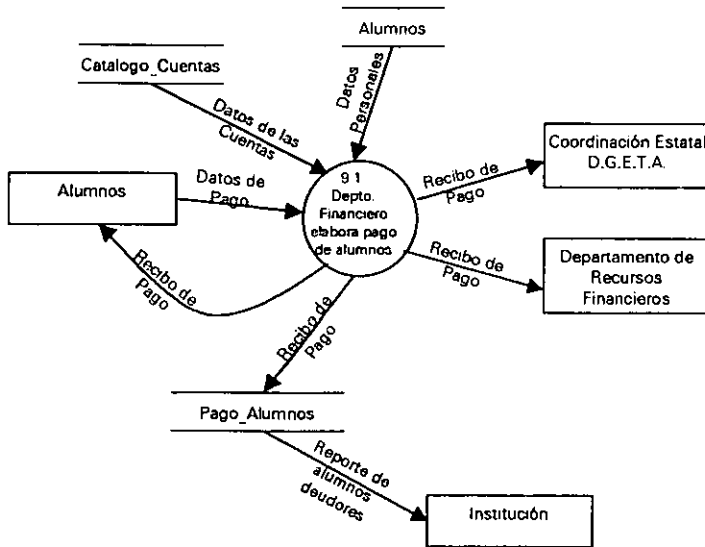 Alumnos
Catalogo_Cuentas
Datos
Personales
Datos de las
Cuentas
Coordinación Estatal
D.G.E.T.A.
Alumnos
Datos de
Pago
9 1
Depto.
Financiero
elabora pago
de alumnos
Recibo de
Pago
Recibo de
Pago
Departamento de
Recursos
Financieros
Recibo de
Pago
Recibo de
Pago
Pago_Alumnos
Reporte de
alumnos
deudores
Institución